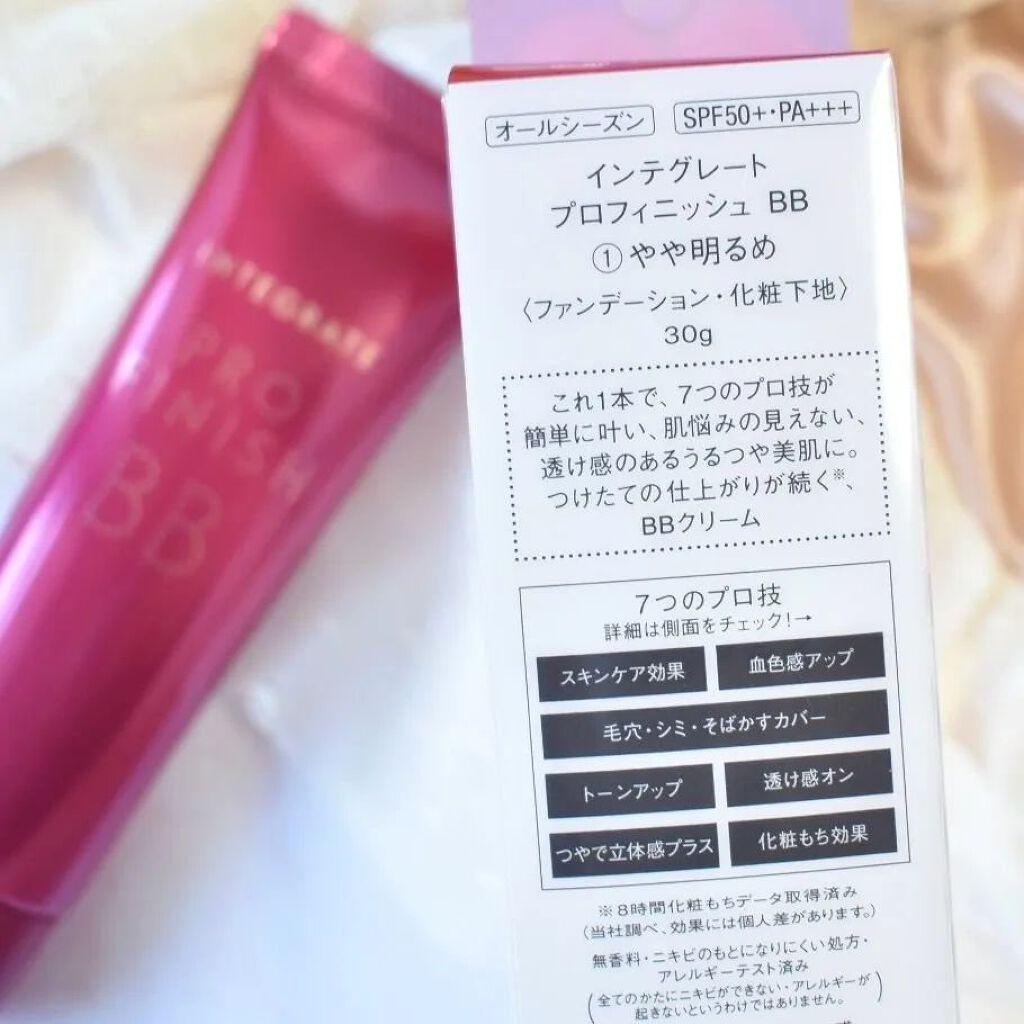 INTEGRATE
PRO
FINISH
BB
オールシーズン
SPF50+・PA+++
インテグレート
プロフィニッシュ BB
①やや明るめ
〈ファンデーション・化粧下地〉
30g
これ1本で、7つのプロ技が
簡単に叶い、肌悩みの見えない、
透け感のあるうるつや美肌に。
つけたての仕上がりが続く※、
BBクリーム
7つのプロ技
詳細は側面をチェック!→
スキンケア効果
血色感アップ
毛穴・シミ・そばかすカバー
トーンアップ
透け感オン
つやで立体感プラス
化粧もち効果
※8時間化粧もちデータ取得済み
(当社調べ、効果には個人差があります。)
無香料・ニキビのもとになりにくい処方・
アレルギーテスト済み
(全てのかたにニキビができない・アレルギーが
起きないというわけではありません。)